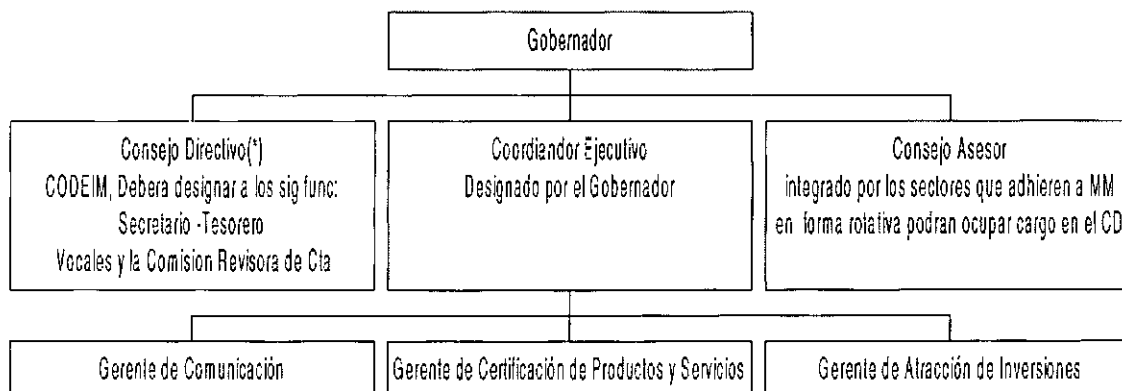 Gobernador
Consejo Directivo(*)
CODEIM, Debera designar a los sig func:
Secretario -Tesorero
Vocales y la Comision Revisora de Cta
Coordiandor Ejecutivo
Designado por el Gobernador
Consejo Asesor
integrado por los sectores que adhieren a MM
en forma rotativa podran ocupar cargo en el CD
Gerente de Comunicación
Gerente de Certificación de Productos y Servicios
Gerente de Atracción de Inversiones